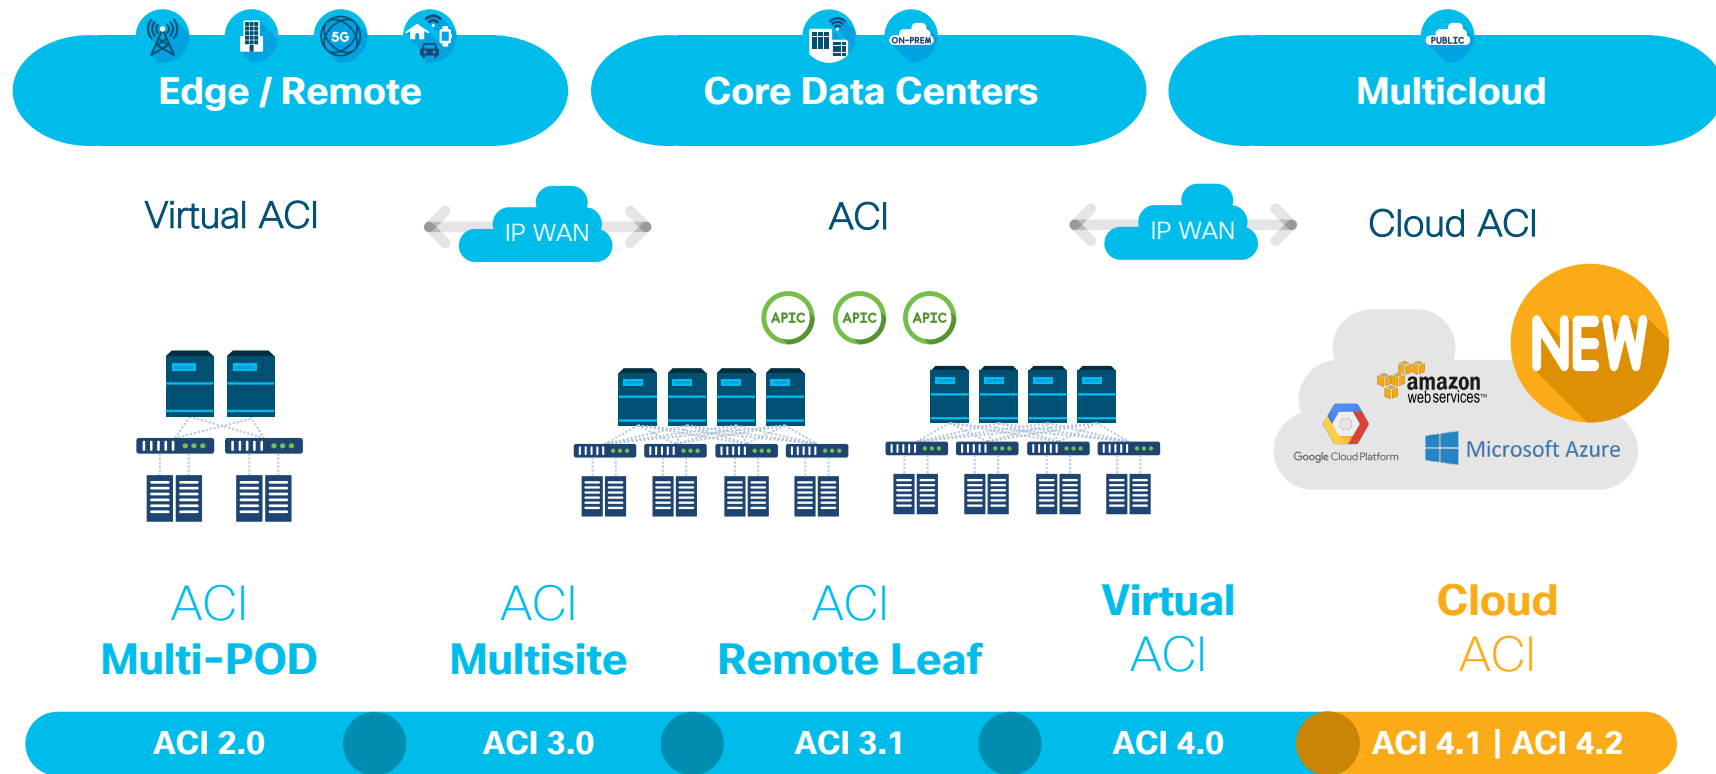 5G
ON-PREM
PUBLIC
Edge / Remote
Core Data Centers
Multicloud
Virtual ACI
IP WAN
ACI
IP WAN
Cloud ACI
APIC
APIC
APIC
NEW
amazon
web services™
Google Cloud Platform
Microsoft Azure
ACI
Multi-POD
ACI
Multisite
ACI
Remote Leaf
Virtual
ACI
Cloud
ACI
ACI 2.0
ACI 3.0
ACI 3.1
ACI 4.0
ACI 4.1 | ACI 4.2